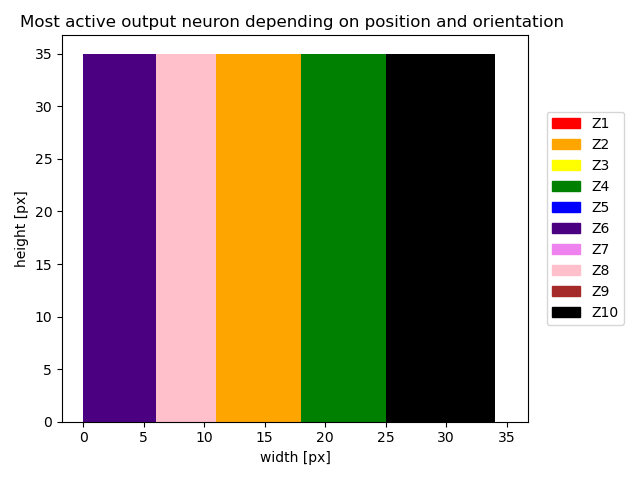 Most active output neuron depending on position and orientation
height [px]
35
30
25
20
15
10
5
0
0 5 10 15 20 25 30 35
width [px]
Z1
Z2
Z3
Z4
Z5
Z6
Z7
Z8
Z9
Z10